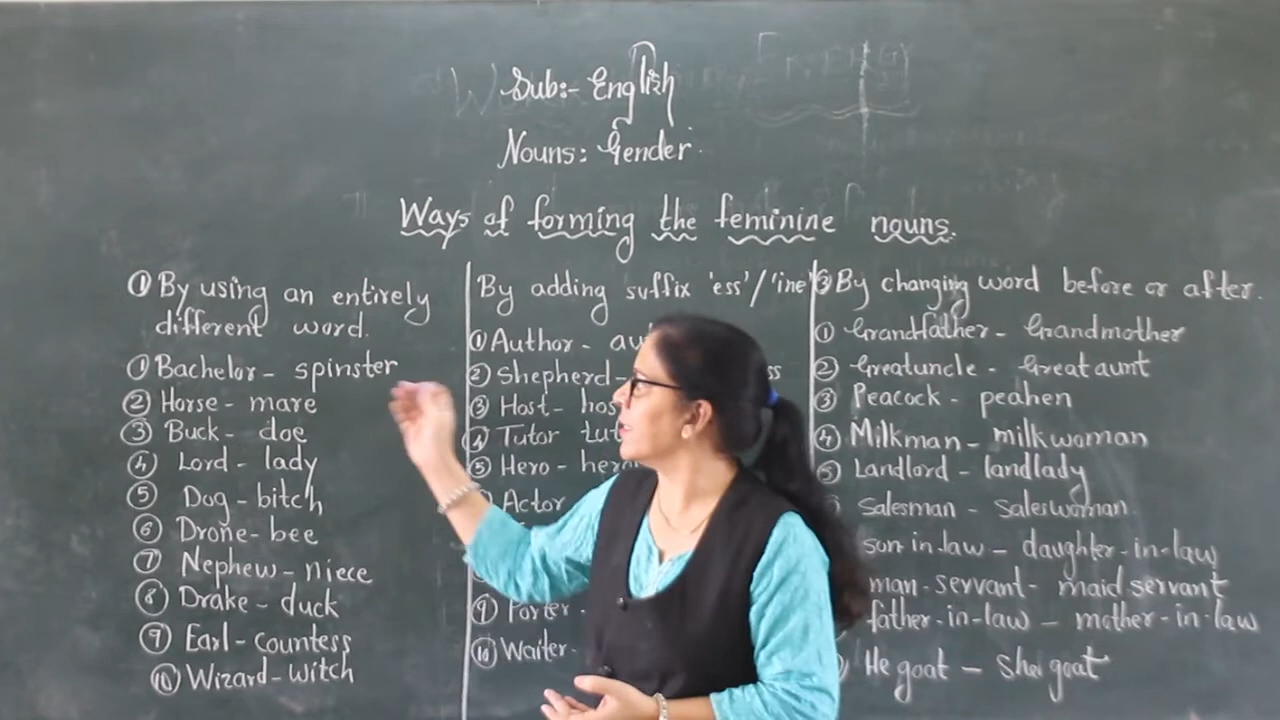 Sub:- English
Nouns: Gender
Ways of forming the feminine nouns.
① By using an entirely
different word.
① Bachelor - spinster
② Horse - mare
③ Buck - doe
④ Lord - lady
⑤ Dog - bitch
⑥ Drone - bee
⑦ Nephew - niece
⑧ Drake - duck
⑨ Earl - countess
⑩ Wizard - witch
By adding suffix 'ess'/'ine'
① Author -
② Shepherd -
③ Host -
④ Tutor
⑤ Hero -
Actor
⑨ Porter -
⑩ Waiter -
③ By changing word before or after.
① Grandfather - Grandmother
② Greatuncle - Great aunt
③ Peacock - peahen
④ Milkman - milkwoman
⑤ Landlord - landlady
Salesman - saleswoman
son-in-law - daughter-in-law
man-servant - maid servant
father-in-law - mother-in-law
He goat - She goat